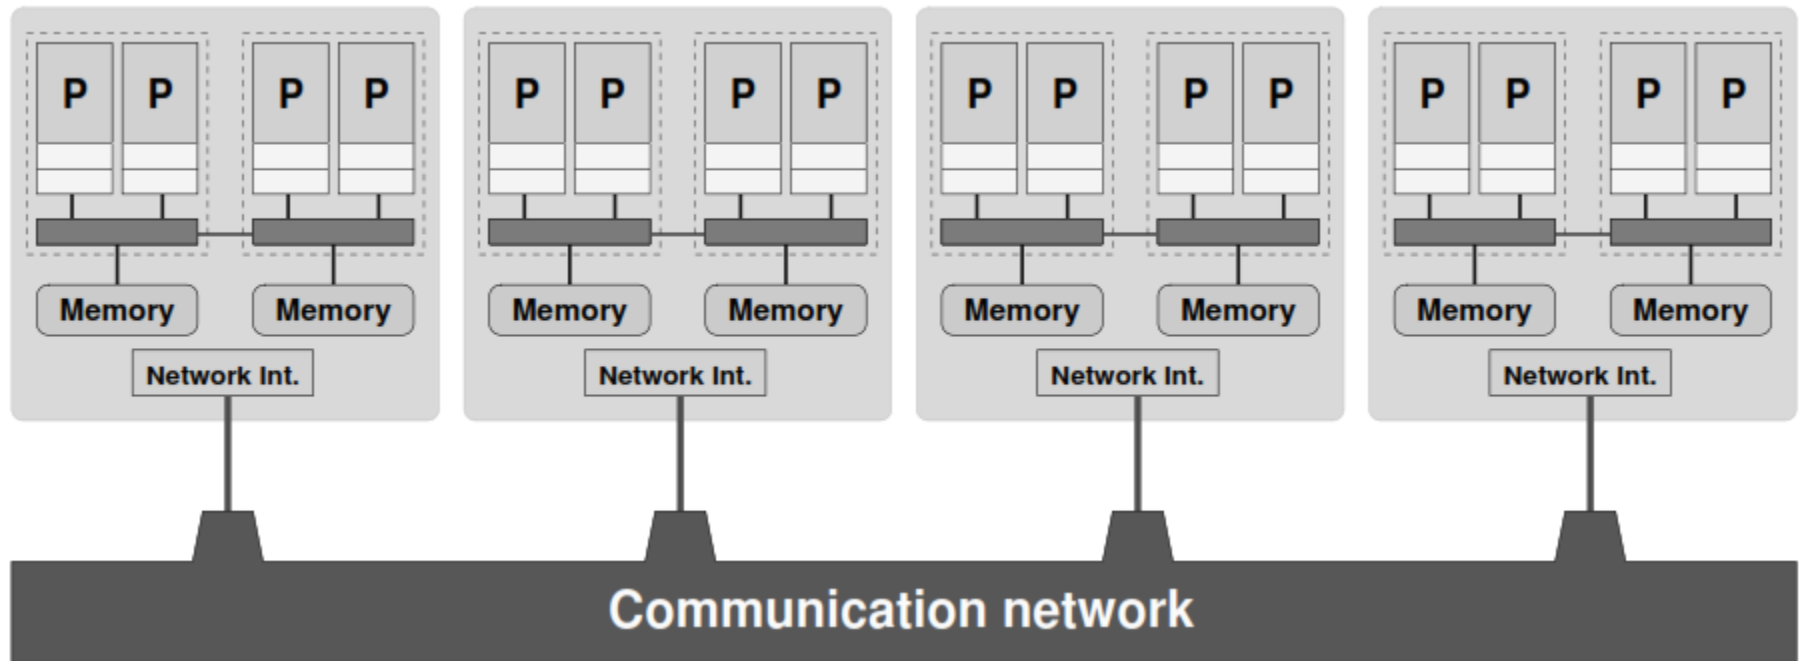 P P P P P P P P P P P P P P P P
Memory Memory Memory Memory Memory Memory Memory Memory
Network Int. Network Int. Network Int. Network Int.
Communication network